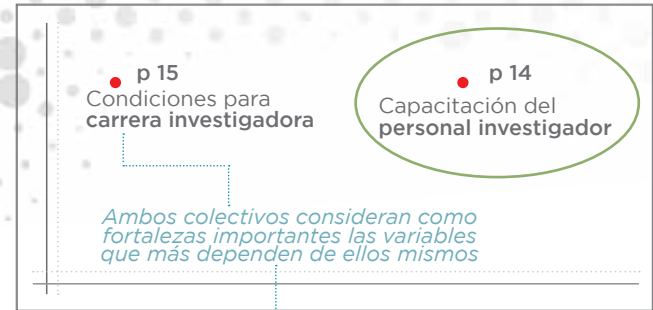 p 15
Condiciones para
carrera investigadora
p 14
Capacitación del
personal investigador
Ambos colectivos consideran como
fortalezas importantes las variables
que más dependen de ellos mismos